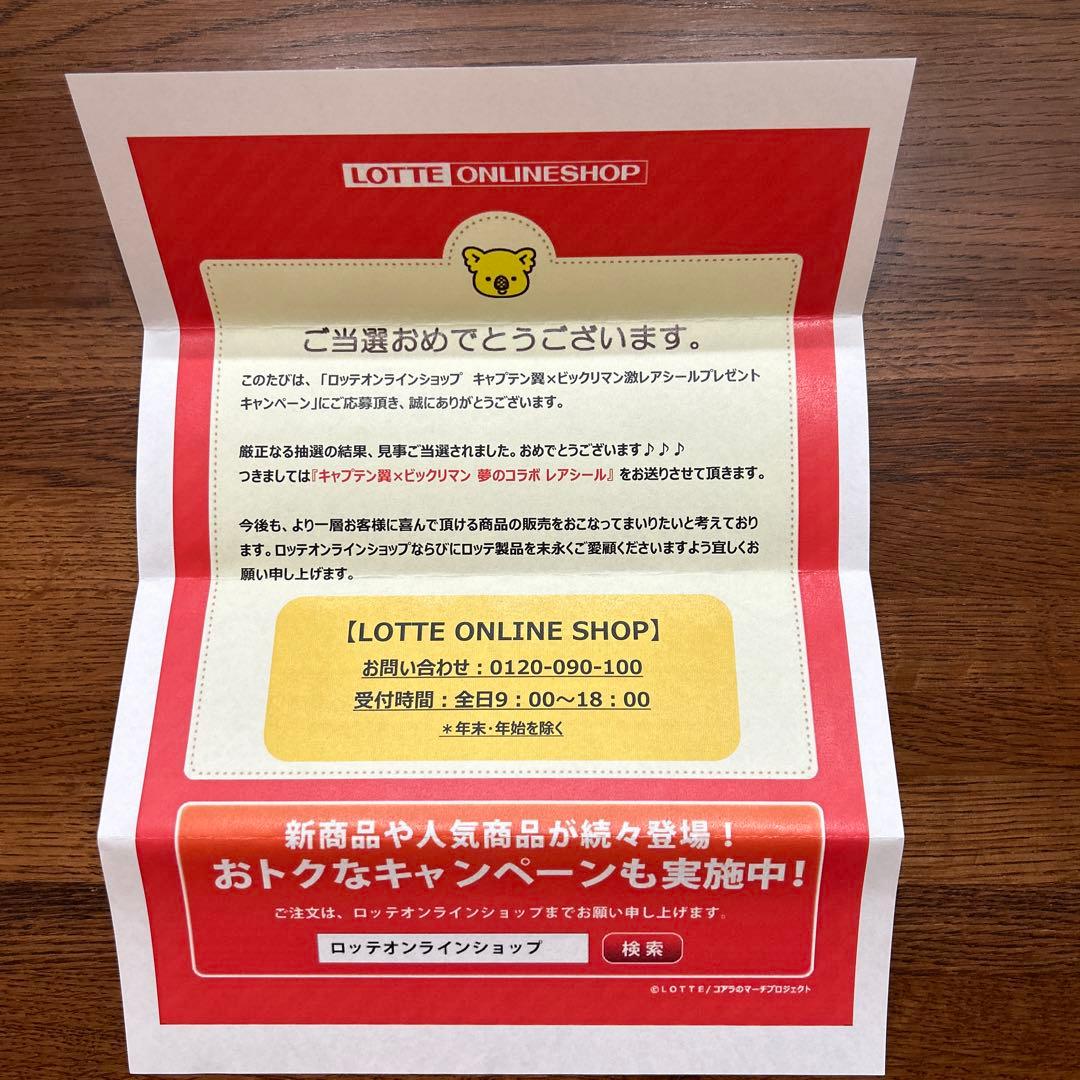 LOTTE ONLINESHOP
ご当選おめでとうございます。
このたびは、「ロッテオンラインショップ キャプテン翼×ビックリマン激レアシールプレゼント
キャンペーン」にご応募頂き、誠にありがとうございます。
厳正なる抽選の結果、見事ご当選されました。おめでとうございます♪♪♪
つきましては『キャプテン翼×ビックリマン 夢のコラボ レアシール』 をお送りさせて頂きます。
今後も、より一層お客様に喜んで頂ける商品の販売をおこなってまいりたいと考えており
ます。ロッテオンラインショップならびにロッテ製品を末永くご愛顧くださいますよう宜しくお
願い申し上げます。
【LOTTE ONLINE SHOP】
お問い合わせ：0120-090-100
受付時間：全日9：00～18：00
＊年末・年始を除く
新商品や人気商品が続々登場！
おトクなキャンペーンも実施中！
ご注文は、ロッテオンラインショップまでお願い申し上げます。
ロッテオンラインショップ 検索
©LOTTE/コアラのマーチプロジェクト